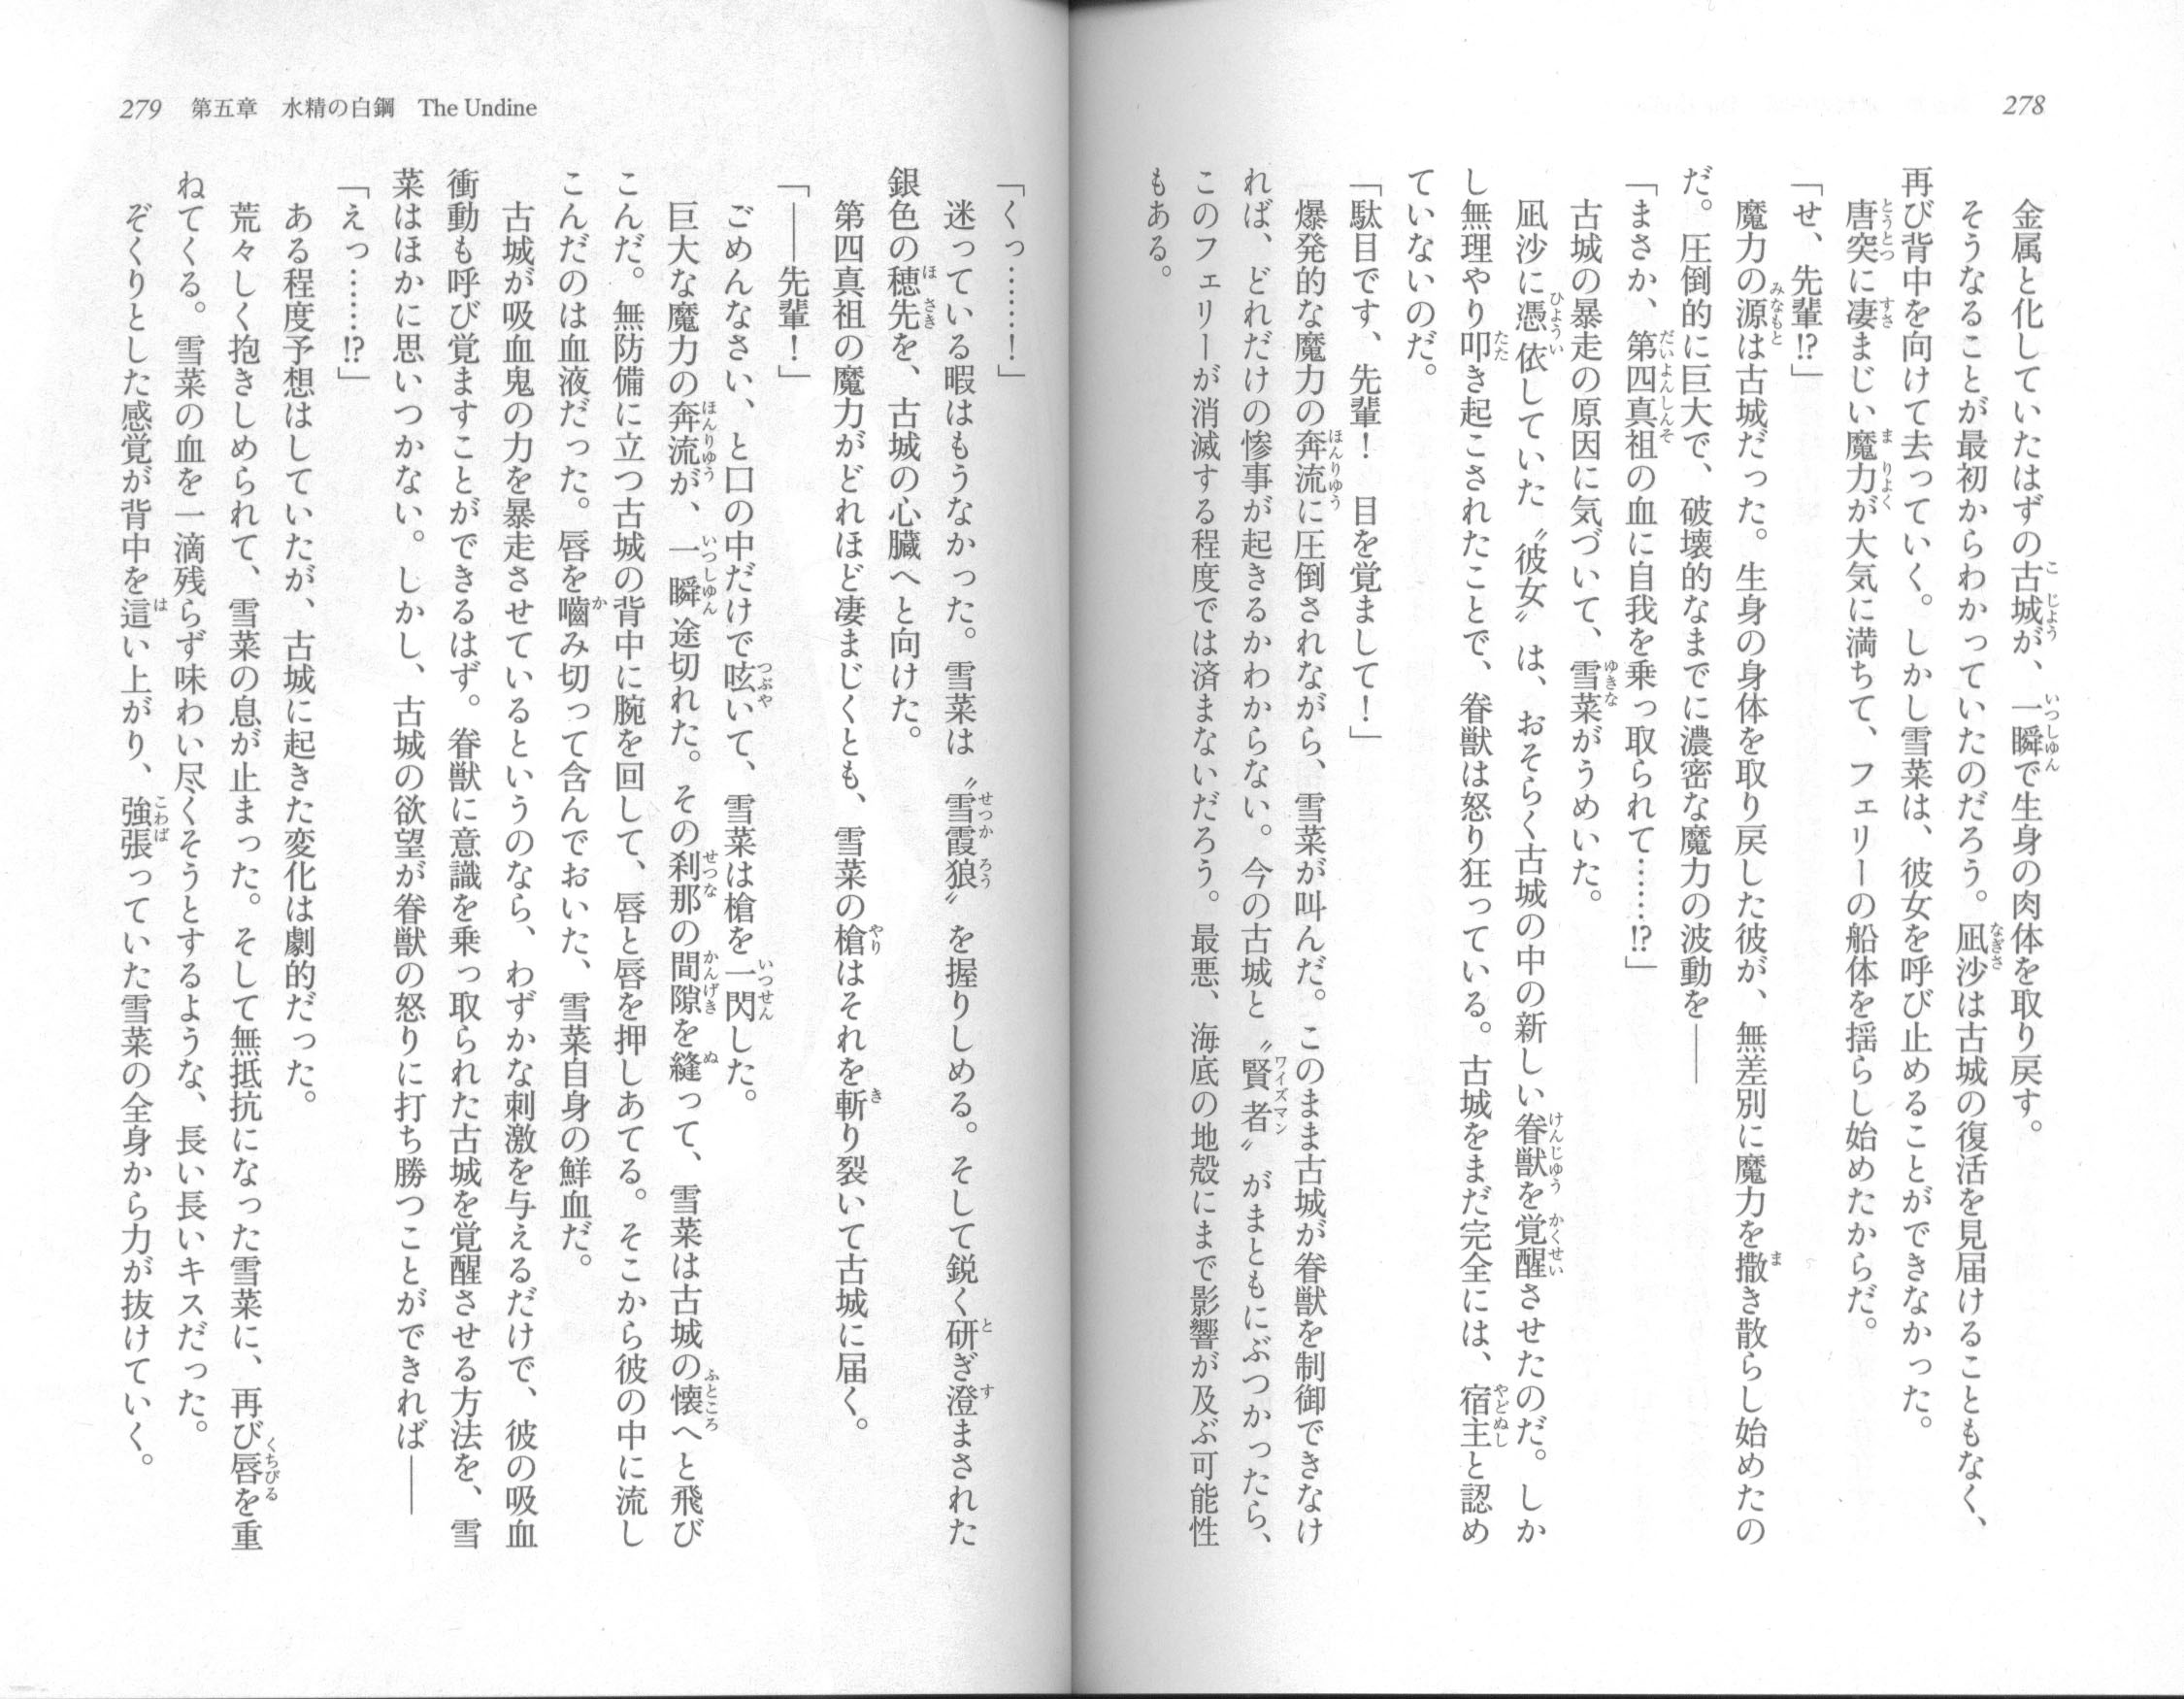 278
金属と化していたはずの古城が、一瞬で生身の肉体を取り戻す。
そうなることが最初からわかっていたのだろう。凪沙は古城の復活を見届けることもなく、
再び背中を向けて去っていく。しかし雪菜は、彼女を呼び止めることができなかった。
唐突に凄まじい魔力が大気に満ちて、フェリーの船体を揺らし始めたからだ。
「せ、先輩!?」
魔力の源は古城だった。生身の身体を取り戻した彼が、無差別に魔力を撒き散らし始めたの
だ。圧倒的に巨大で、破壊的なまでに濃密な魔力の波動を――
「まさか、第四真祖の血に自我を乗っ取られて……!?」
古城の暴走の原因に気づいて、雪菜がうめいた。
凪沙に憑依していた〝彼女〟は、おそらく古城の中の新しい眷獣を覚醒させたのだ。しか
し無理やり叩き起こされたことで、眷獣は怒り狂っている。古城をまだ完全には、宿主と認め
ていないのだ。
「駄目です、先輩！　目を覚まして！」
爆発的な魔力の奔流に圧倒されながら、雪菜が叫んだ。このまま古城が眷獣を制御できなけ
れば、どれだけの惨事が起きるかわからない。今の古城と〝賢者〟がまともにぶつかったら、
このフェリーが消滅する程度では済まないだろう。最悪、海底の地殻にまで影響が及ぶ可能性
もある。
279 第五章　水精の白鋼　The Undine
「くっ……！」
迷っている暇はもうなかった。雪菜は〝雪霞狼〟を握りしめる。そして鋭く研ぎ澄まされた
銀色の穂先を、古城の心臓へと向けた。
第四真祖の魔力がどれほど凄まじくとも、雪菜の槍はそれを斬り裂いて古城に届く。
「――先輩！」
ごめんなさい、と口の中だけで呟いて、雪菜は槍を一閃した。
巨大な魔力の奔流が、一瞬途切れた。その刹那の間隙を縫って、雪菜は古城の懐へと飛び
こんだ。無防備に立つ古城の背中に腕を回して、唇と唇を押しあてる。そこから彼の中に流し
こんだのは血液だった。唇を嚙み切って含んでおいた、雪菜自身の鮮血だ。
古城が吸血鬼の力を暴走させているというのなら、わずかな刺激を与えるだけで、彼の吸血
衝動も呼び覚ますことができるはず。眷獣に意識を乗っ取られた古城を覚醒させる方法を、雪
菜はほかに思いつかない。しかし、古城の欲望が眷獣の怒りに打ち勝つことができれば――
「えっ……!?」
ある程度予想はしていたが、古城に起きた変化は劇的だった。
荒々しく抱きしめられて、雪菜の息が止まった。そして無抵抗になった雪菜に、再び唇を重
ねてくる。雪菜の血を一滴残らず味わい尽くそうとするような、長い長いキスだった。
ぞくりとした感覚が背中を這い上がり、強張っていた雪菜の全身から力が抜けていく。